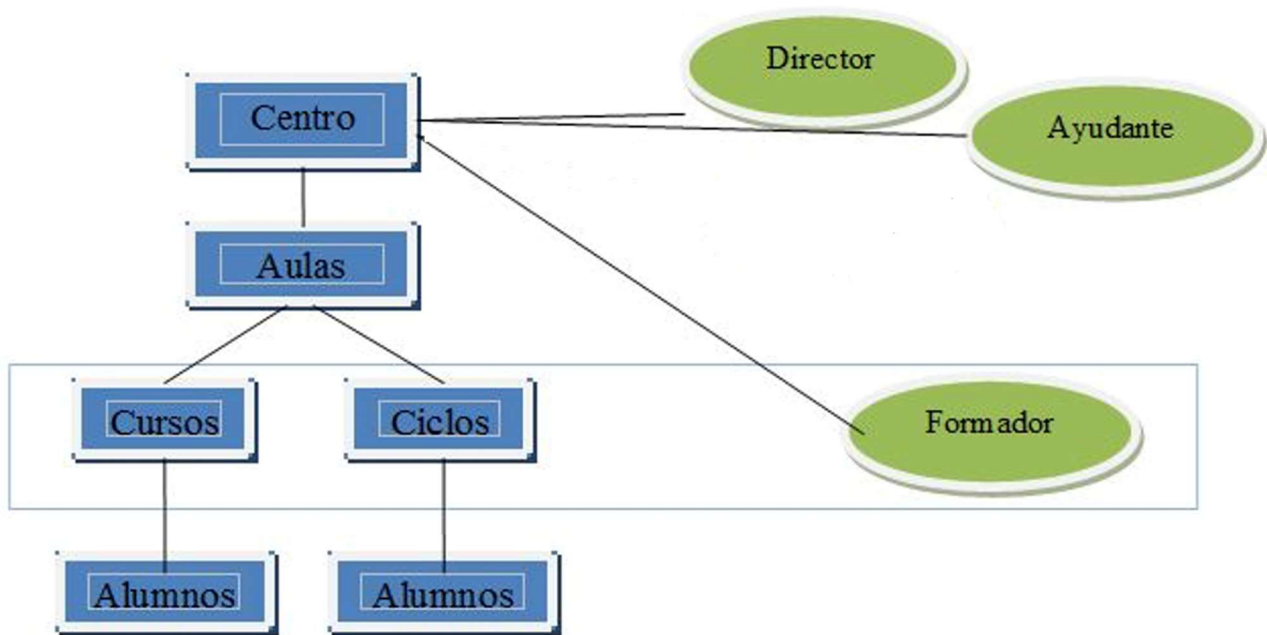 Director
Centro
Ayudante
Aulas
Cursos
Ciclos
Formador
Alumnos
Alumnos